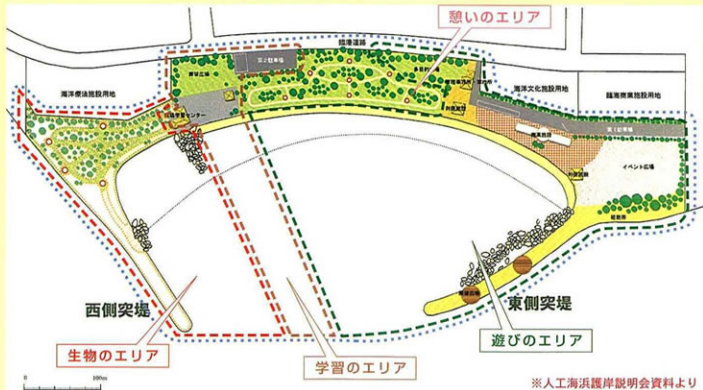 憩いのエリア
臨港道路
第2駐車場
海洋療法施設用地
海洋文化施設用地
臨海商業施設用地
第1駐車場
イベント広場
西側突堤
東側突堤
生物のエリア
学習のエリア
遊びのエリア
0 100m
※人工海浜護岸説明会資料より